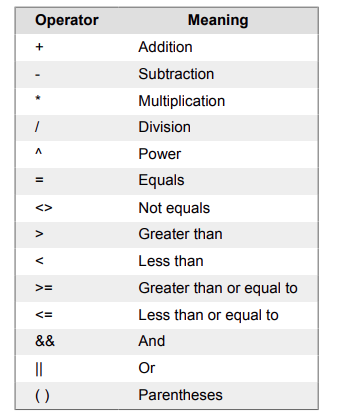 Operator Meaning
+ Addition
- Subtraction
* Multiplication
/ Division
^ Power
= Equals
<> Not equals
> Greater than
< Less than
>= Greater than or equal to
<= Less than or equal to
&& And
|| Or
( ) Parentheses